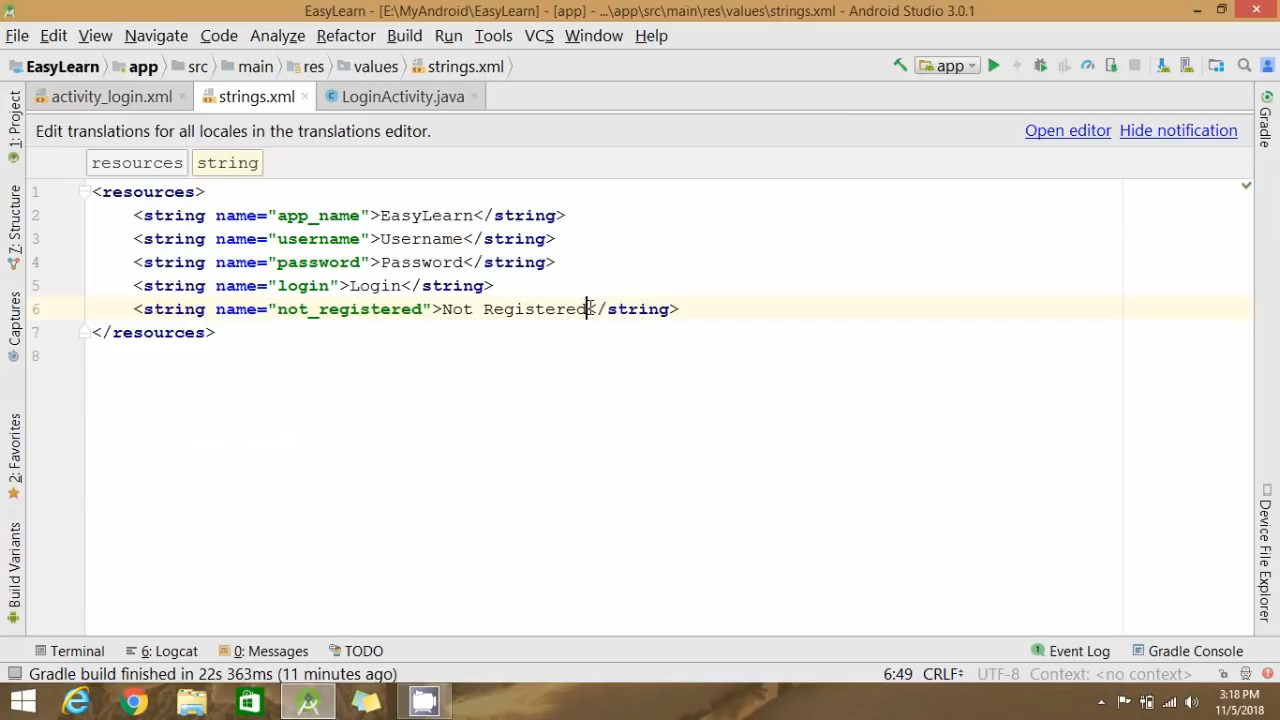 EasyLearn - [E:\MyAndroid\EasyLearn] - [app] - ...\app\src\main\res\values\strings.xml - Android Studio 3.0.1
File Edit View Navigate Code Analyze Refactor Build Run Tools VCS Window Help
EasyLearn app src main res values strings.xml app
activity_login.xml strings.xml LoginActivity.java
Edit translations for all locales in the translations editor. Open editor Hide notification
resources string
1 <resources>
2 <string name="app_name">EasyLearn</string>
3 <string name="username">Username</string>
4 <string name="password">Password</string>
5 <string name="login">Login</string>
6 <string name="not_registered">Not Registered</string>
7 </resources>
8
1: Project
7: Structure
Captures
2: Favorites
Build Variants
Gradle
Device File Explorer
Terminal 6: Logcat 0: Messages TODO 1 Event Log Gradle Console
Gradle build finished in 22s 363ms (11 minutes ago) 6:49 CRLF UTF-8 Context: <no context>
3:18 PM
11/5/2018